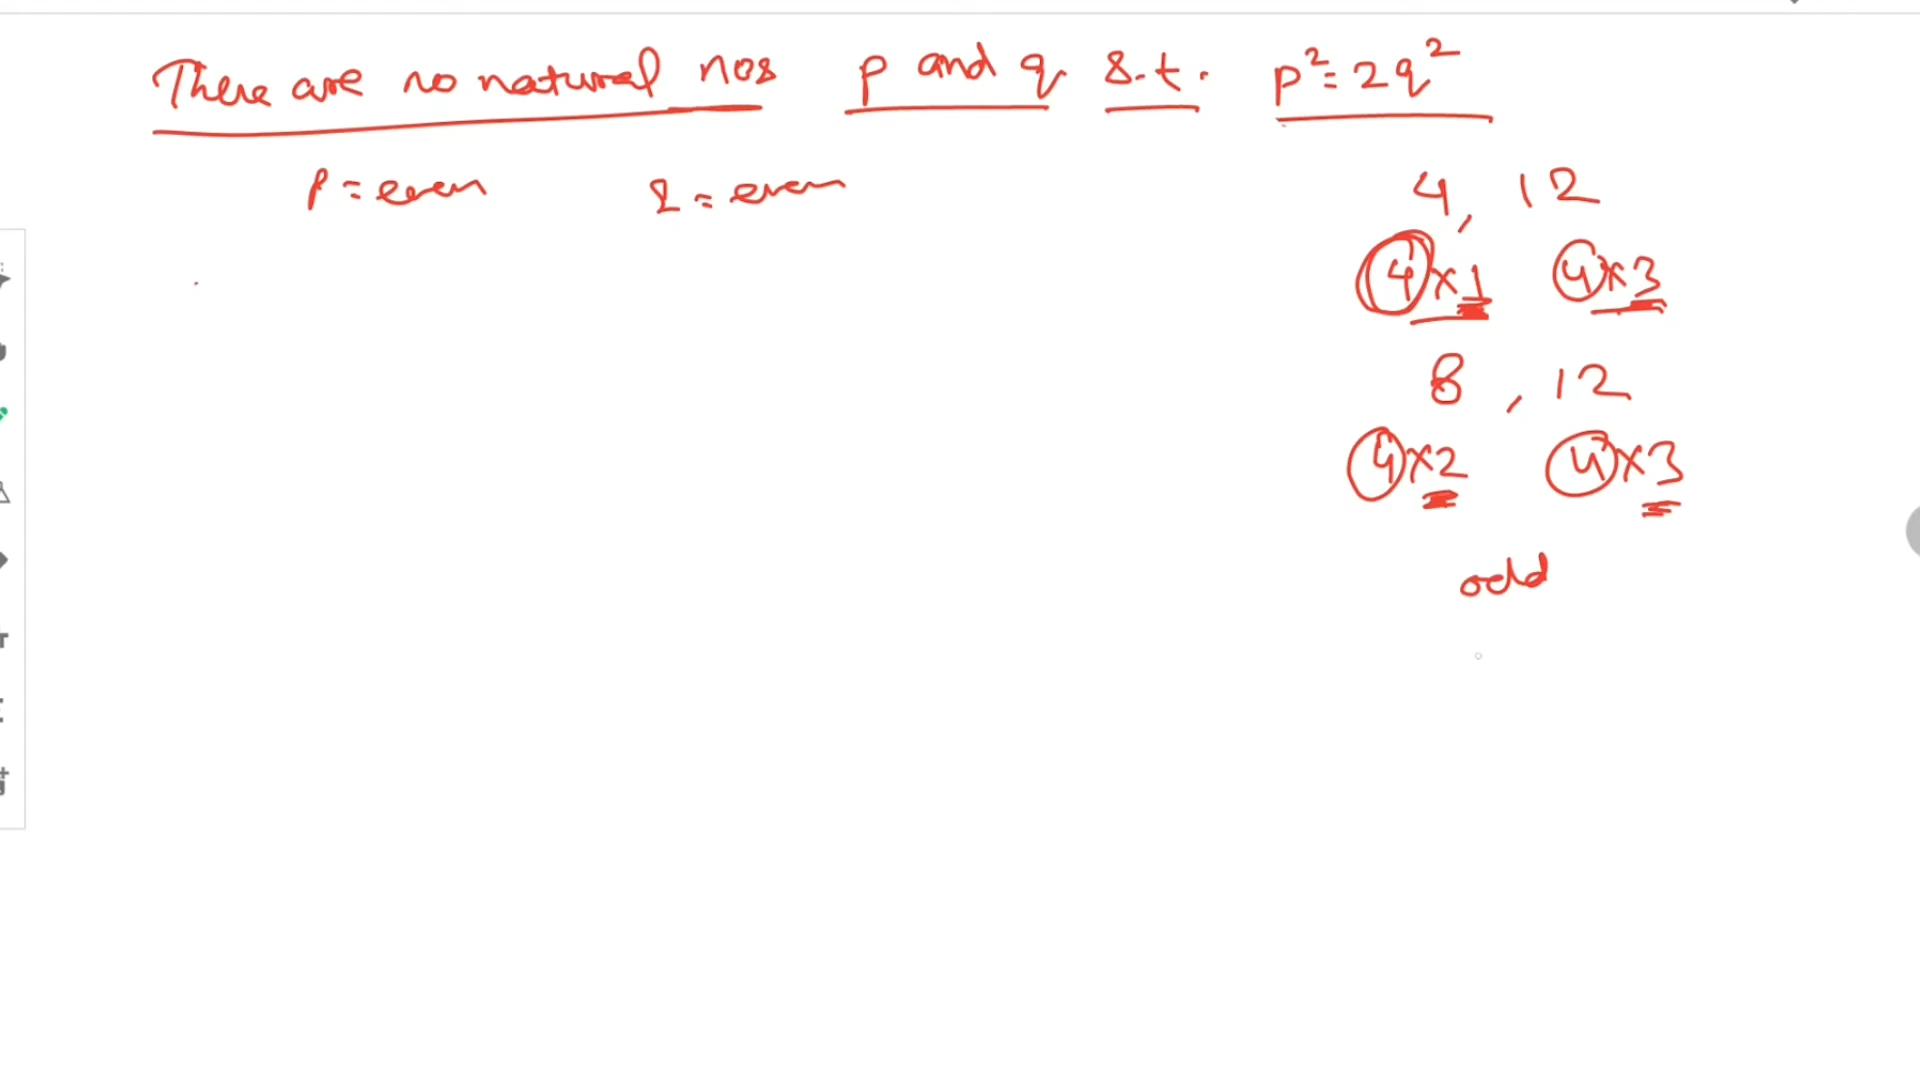 There are no natural nos p and q s.t. p²=2q²
p = even q = even
4, 12
4×1 4×3
8, 12
4×2 4×3
odd